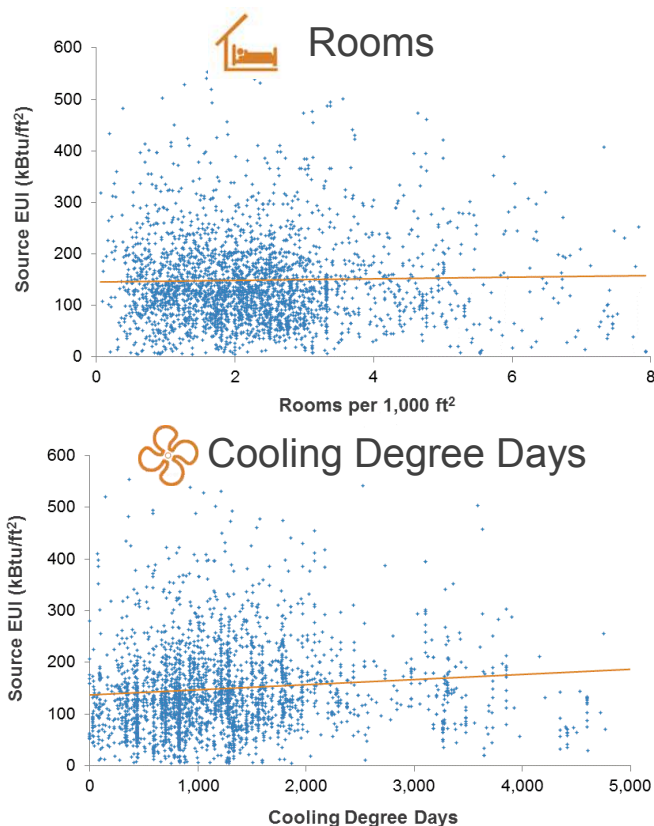 Rooms
600
500
400
300
200
100
0
Source EUI (kBtu/ft²)
0 2 4 6 8
Rooms per 1,000 ft²
Cooling Degree Days
600
500
400
300
200
100
0
Source EUI (kBtu/ft²)
0 1,000 2,000 3,000 4,000 5,000
Cooling Degree Days